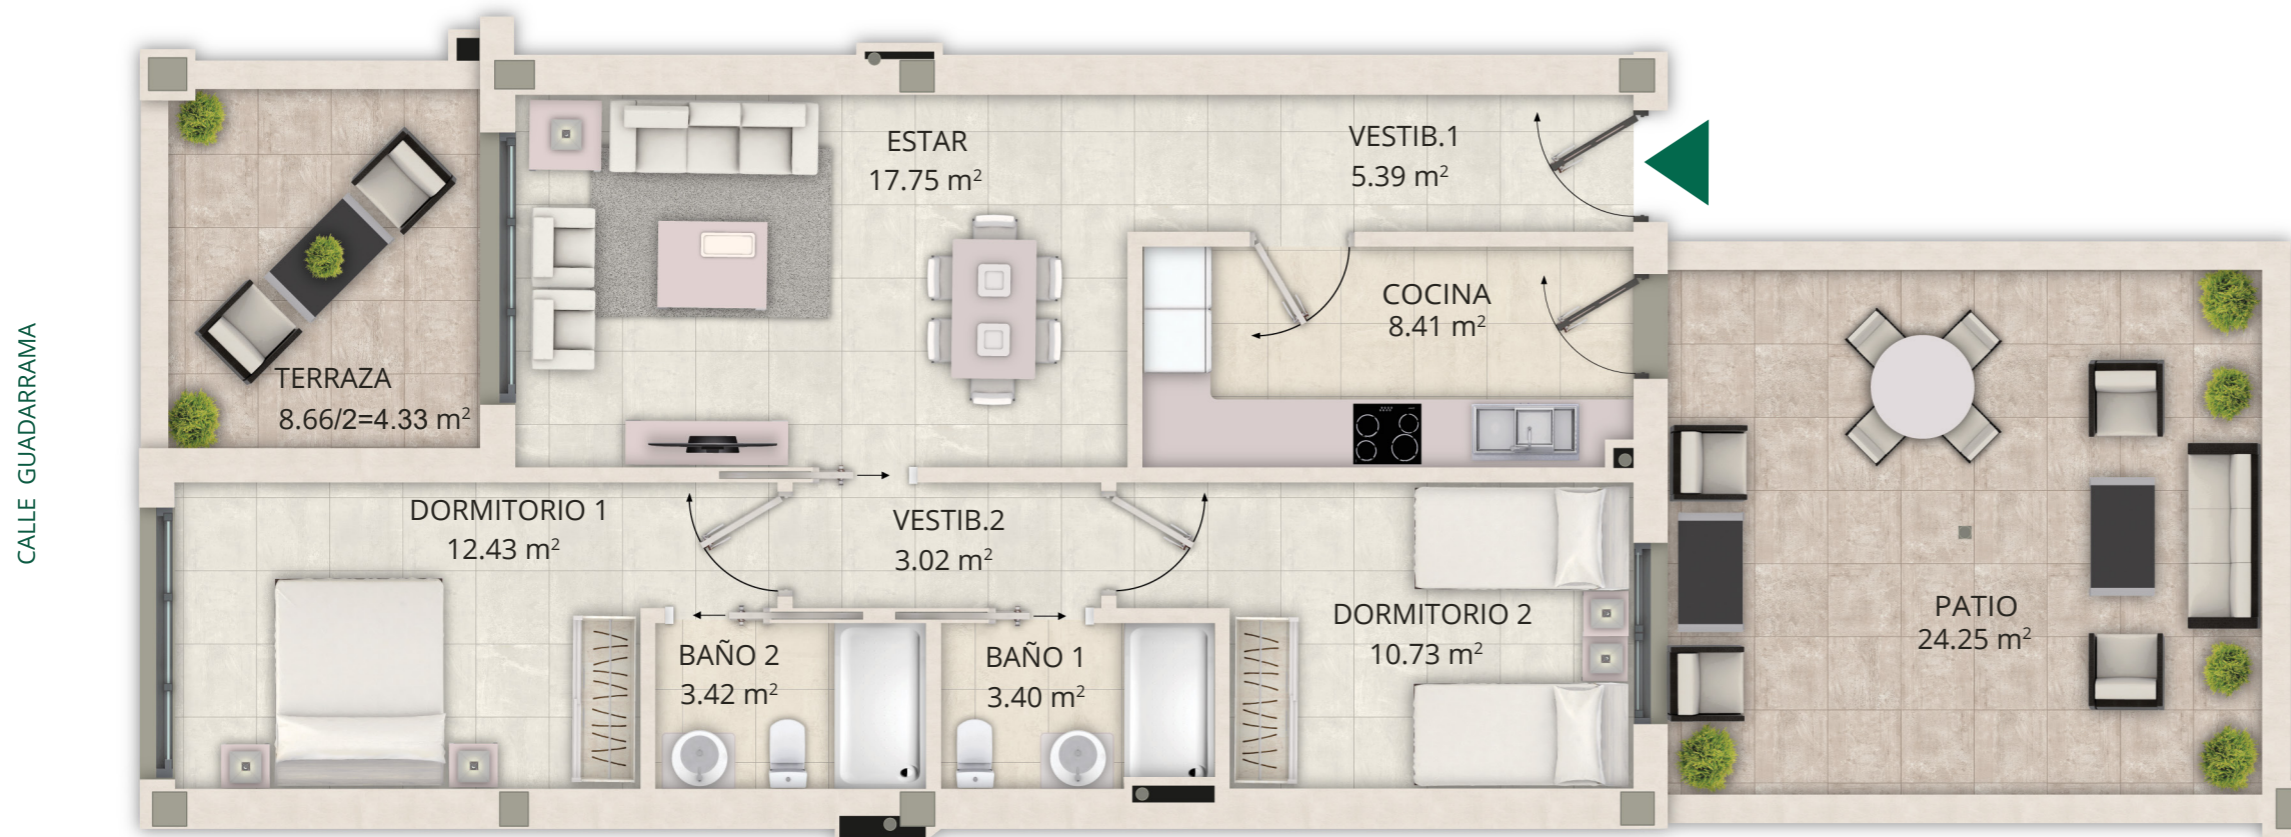 CALLE GUADARRAMA
ESTAR
17.75 m²
VESTIB.1
5.39 m²
COCINA
8.41 m²
TERRAZA
8.66/2=4.33 m²
DORMITORIO 1
12.43 m²
VESTIB.2
3.02 m²
BAÑO 2
3.42 m²
BAÑO 1
3.40 m²
DORMITORIO 2
10.73 m²
PATIO
24.25 m²